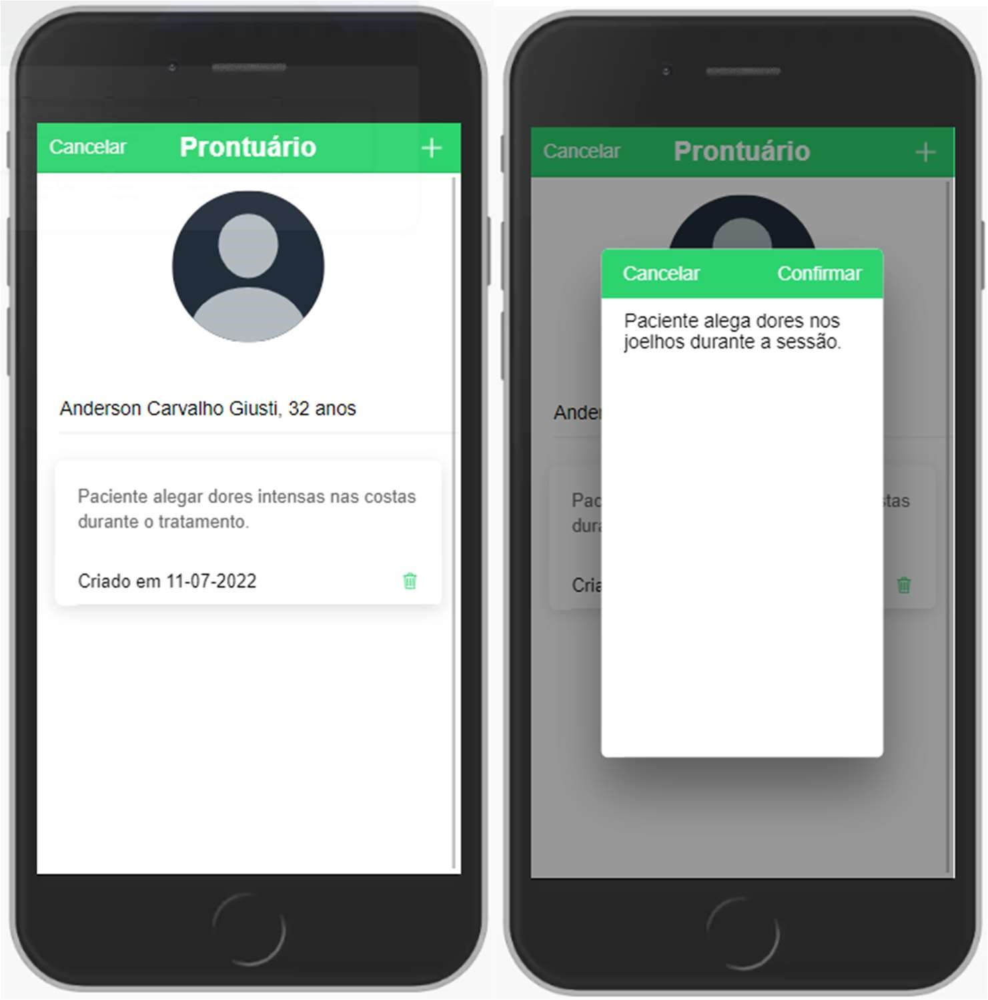 Cancelar Prontuário +
Anderson Carvalho Giusti, 32 anos
Paciente alegar dores intensas nas costas
durante o tratamento.
Criado em 11-07-2022
Cancelar Prontuário +
Cancelar Confirmar
Paciente alega dores nos
joelhos durante a sessão.
Ander
Pac stas
dura
Cria